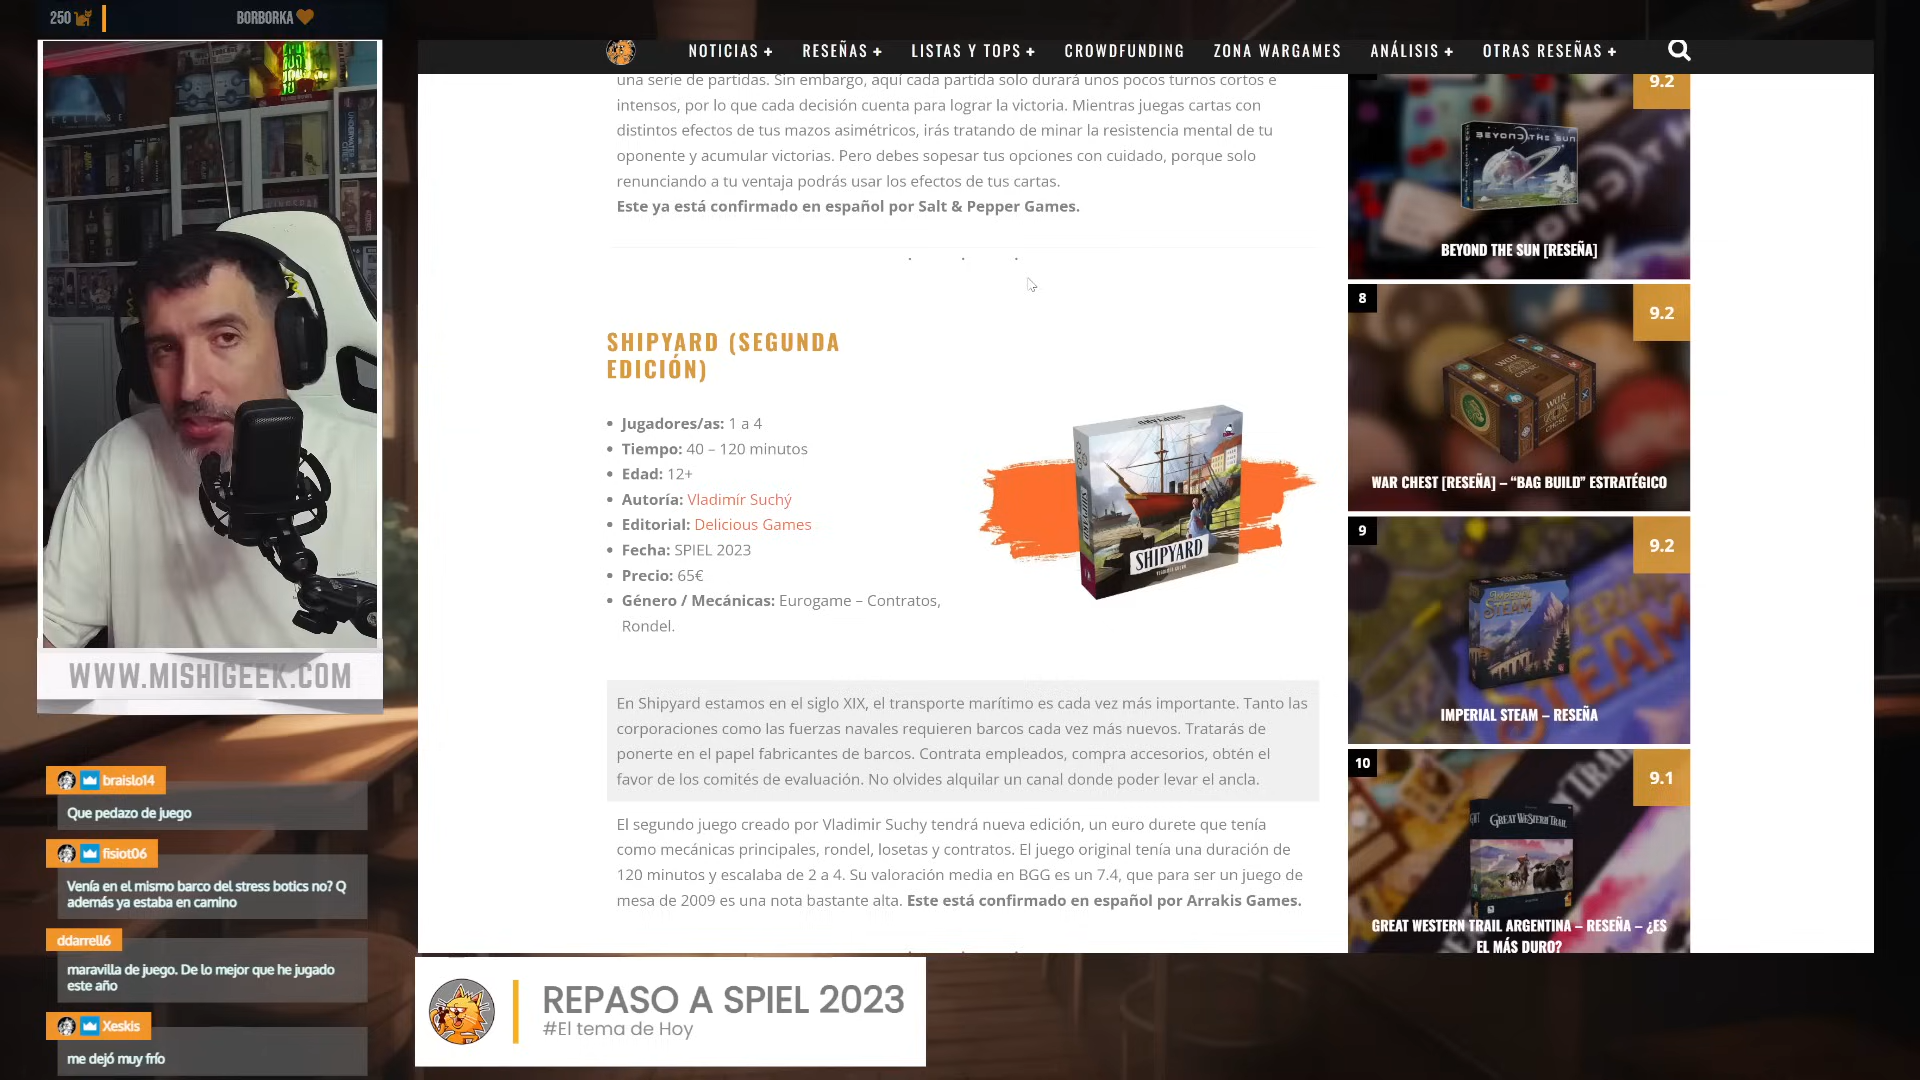 250
BORBORKA
NOTICIAS + RESEÑAS + LISTAS Y TOPS + CROWDFUNDING ZONA WARGAMES ANÁLISIS + OTRAS RESEÑAS +
una serie de partidas. Sin embargo, aquí cada partida solo durará unos pocos turnos cortos e
intensos, por lo que cada decisión cuenta para lograr la victoria. Mientras juegas cartas con
distintos efectos de tus mazos asimétricos, irás tratando de minar la resistencia mental de tu
oponente y acumular victorias. Pero debes sopesar tus opciones con cuidado, porque solo
renunciando a tu ventaja podrás usar los efectos de tus cartas.
Este ya está confirmado en español por Salt & Pepper Games.
SHIPYARD (SEGUNDA
EDICIÓN)
Jugadores/as: 1 a 4
Tiempo: 40 – 120 minutos
Edad: 12+
Autoría: Vladimír Suchý
Editorial: Delicious Games
Fecha: SPIEL 2023
Precio: 65€
Género / Mecánicas: Eurogame – Contratos,
Rondel.
SHIPYARD
SHIPYARD
En Shipyard estamos en el siglo XIX, el transporte marítimo es cada vez más importante. Tanto las
corporaciones como las fuerzas navales requieren barcos cada vez más nuevos. Tratarás de
ponerte en el papel fabricantes de barcos. Contrata empleados, compra accesorios, obtén el
favor de los comités de evaluación. No olvides alquilar un canal donde poder levar el ancla.
El segundo juego creado por Vladimir Suchy tendrá nueva edición, un euro durete que tenía
como mecánicas principales, rondel, losetas y contratos. El juego original tenía una duración de
120 minutos y escalaba de 2 a 4. Su valoración media en BGG es un 7.4, que para ser un juego de
mesa de 2009 es una nota bastante alta. Este está confirmado en español por Arrakis Games.
9.2
BEYOND THE SUN
BEYOND THE SUN [RESEÑA]
8
9.2
WAR CHEST
WAR CHEST [RESEÑA] – “BAG BUILD” ESTRATÉGICO
9
9.2
IMPERIAL
STEAM
IMPERIAL STEAM – RESEÑA
10
9.1
GREAT WESTERN TRAIL
GREAT WESTERN TRAIL ARGENTINA – RESEÑA – ¿ES
EL MÁS DURO?
ECLIPSE
WWW.MISHIGEEK.COM
braislo14
Que pedazo de juego
fisiot06
Venía en el mismo barco del stress botics no? Q
además ya estaba en camino
ddarrell6
maravilla de juego. De lo mejor que he jugado
este año
Xeskis
me dejó muy frío
REPASO A SPIEL 2023
#El tema de Hoy